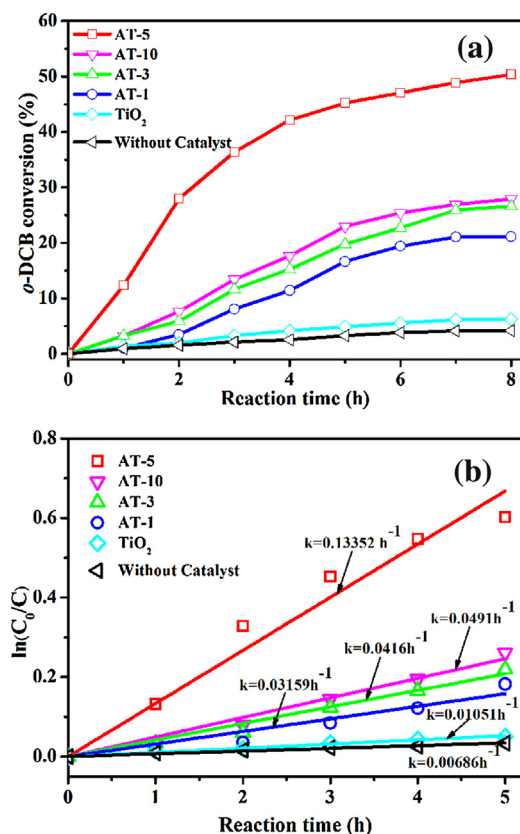 60
50
40
30
20
10
0
o-DCB conversion (%)
AT-5
AT-10
AT-3
AT-1
TiO₂
Without Catalyst
(a)
0 1 2 3 4 5 6 7 8
Reaction time (h)
0.8
0.6
0.4
0.2
0.0
ln(C₀/C)
AT-5
AT-10
AT-3
AT-1
TiO₂
Without Catalyst
(b)
k=0.13352 h⁻¹
k=0.0491h⁻¹
k=0.0416h⁻¹
k=0.03159h⁻¹
k=0.01051h⁻¹
k=0.00686h⁻¹
0 1 2 3 4 5
Reaction time (h)